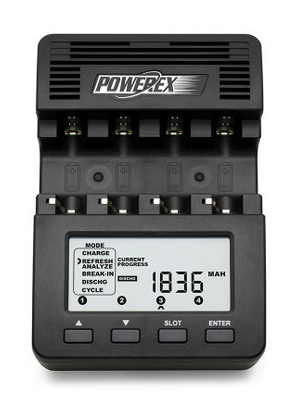 POWEREX
MODE
CHARGE
REFRESH
ANALYZE
BREAK-IN
DISCHG
CYCLE
CURRENT
PROGRESS
DISCHG
1836 MAH
1 2 3 4
SLOT ENTER